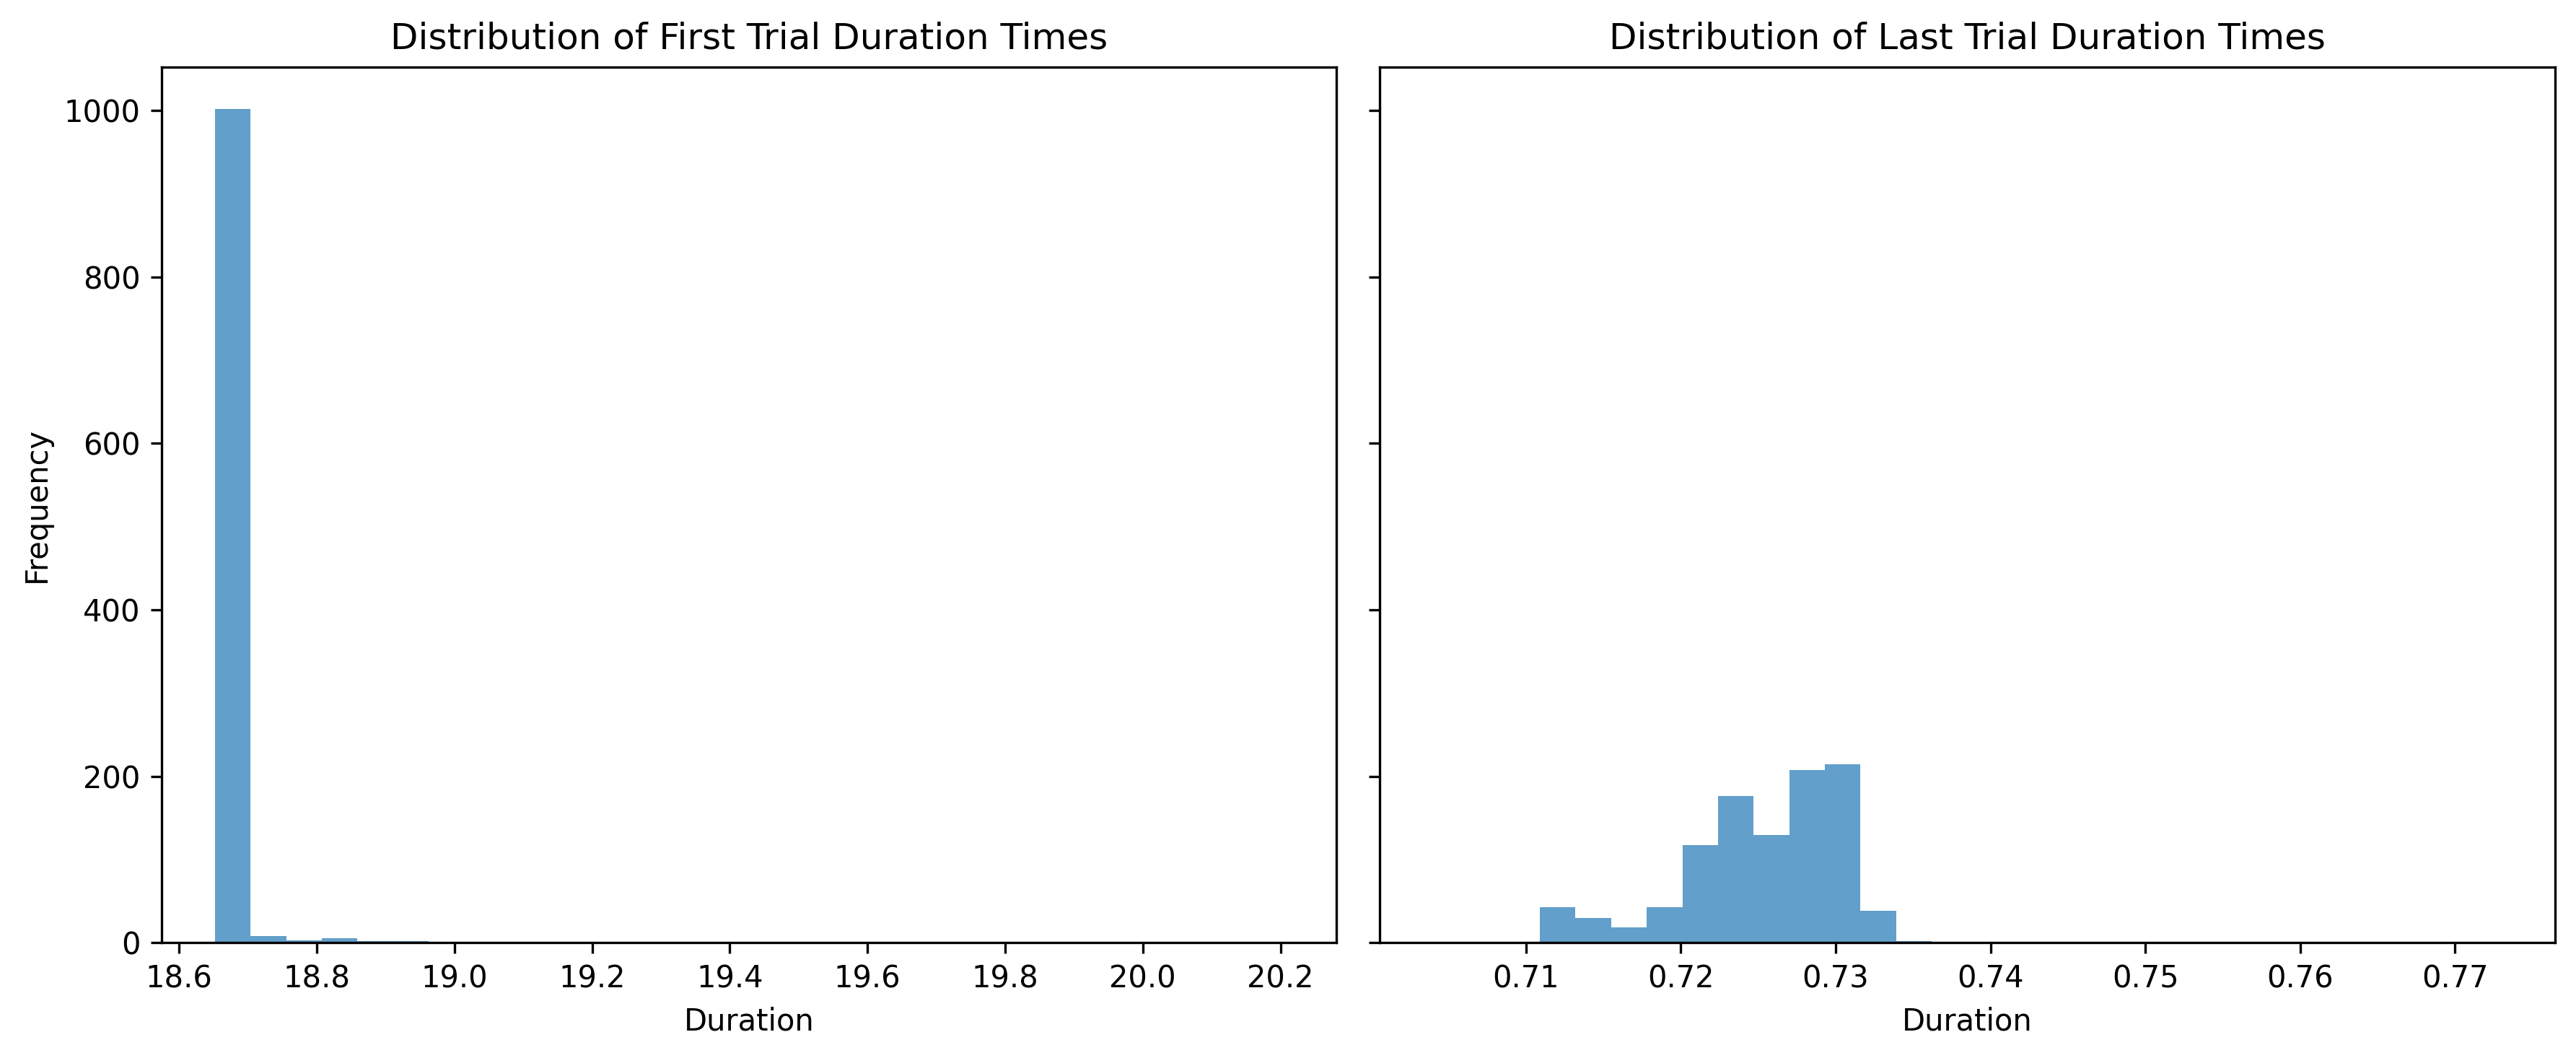 Distribution of First Trial Duration Times
Frequency
1000
800
600
400
200
0
18.6 18.8 19.0 19.2 19.4 19.6 19.8 20.0 20.2
Duration
Distribution of Last Trial Duration Times
0.71 0.72 0.73 0.74 0.75 0.76 0.77
Duration